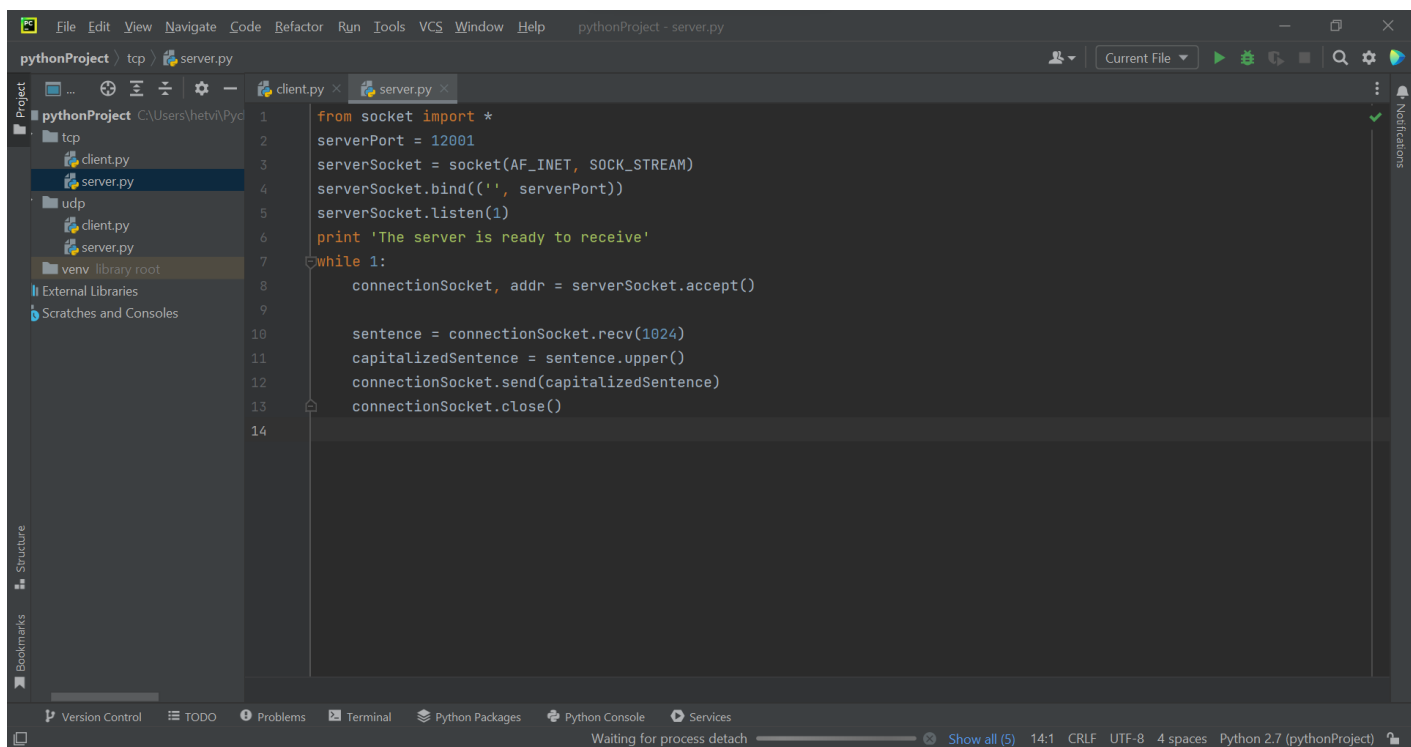 PC File Edit View Navigate Code Refactor Run Tools VCS Window Help pythonProject - server.py
pythonProject 〉 tcp 〉 server.py Current File
Project
... client.py × server.py ×
pythonProject C:\Users\hetvi\Pyc
tcp
client.py
server.py
udp
client.py
server.py
venv library root
External Libraries
Scratches and Consoles
1 from socket import *
2 serverPort = 12001
3 serverSocket = socket(AF_INET, SOCK_STREAM)
4 serverSocket.bind(('', serverPort))
5 serverSocket.listen(1)
6 print 'The server is ready to receive'
7 while 1:
8     connectionSocket, addr = serverSocket.accept()
9
10     sentence = connectionSocket.recv(1024)
11     capitalizedSentence = sentence.upper()
12     connectionSocket.send(capitalizedSentence)
13     connectionSocket.close()
14
Notifications
Structure
Bookmarks
Version Control TODO Problems Terminal Python Packages Python Console Services
Waiting for process detach Show all (5) 14:1 CRLF UTF-8 4 spaces Python 2.7 (pythonProject)